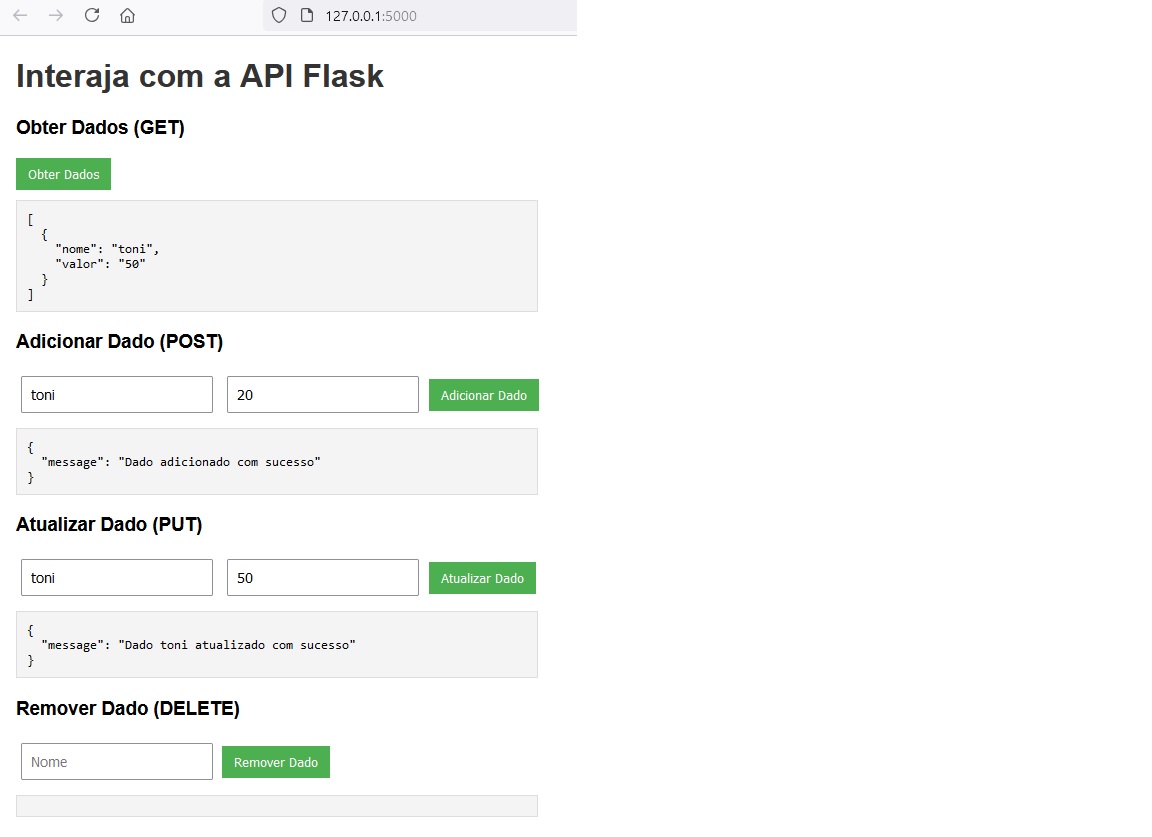 127.0.0.1:5000
Interaja com a API Flask
Obter Dados (GET)
Obter Dados
[
  {
    "nome": "toni",
    "valor": "50"
  }
]
Adicionar Dado (POST)
toni 20 Adicionar Dado
{
  "message": "Dado adicionado com sucesso"
}
Atualizar Dado (PUT)
toni 50 Atualizar Dado
{
  "message": "Dado toni atualizado com sucesso"
}
Remover Dado (DELETE)
Nome Remover Dado